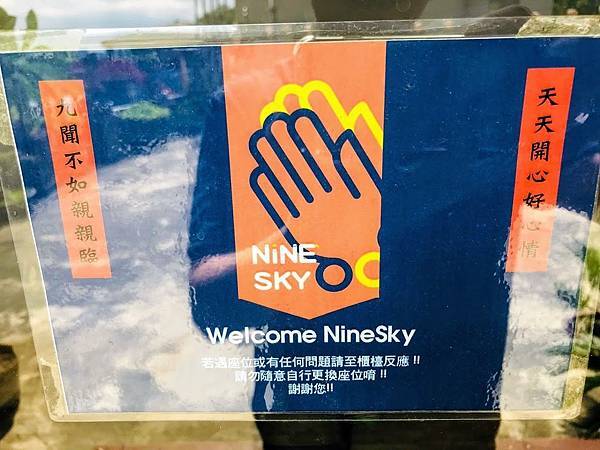 天天開心好心情
九聞不如親親臨
NiNE
SKY
Welcome NineSky
若遇座位或有任何問題請至櫃檯反應 !!
請勿隨意自行更換座位唷 !!
謝謝您!!